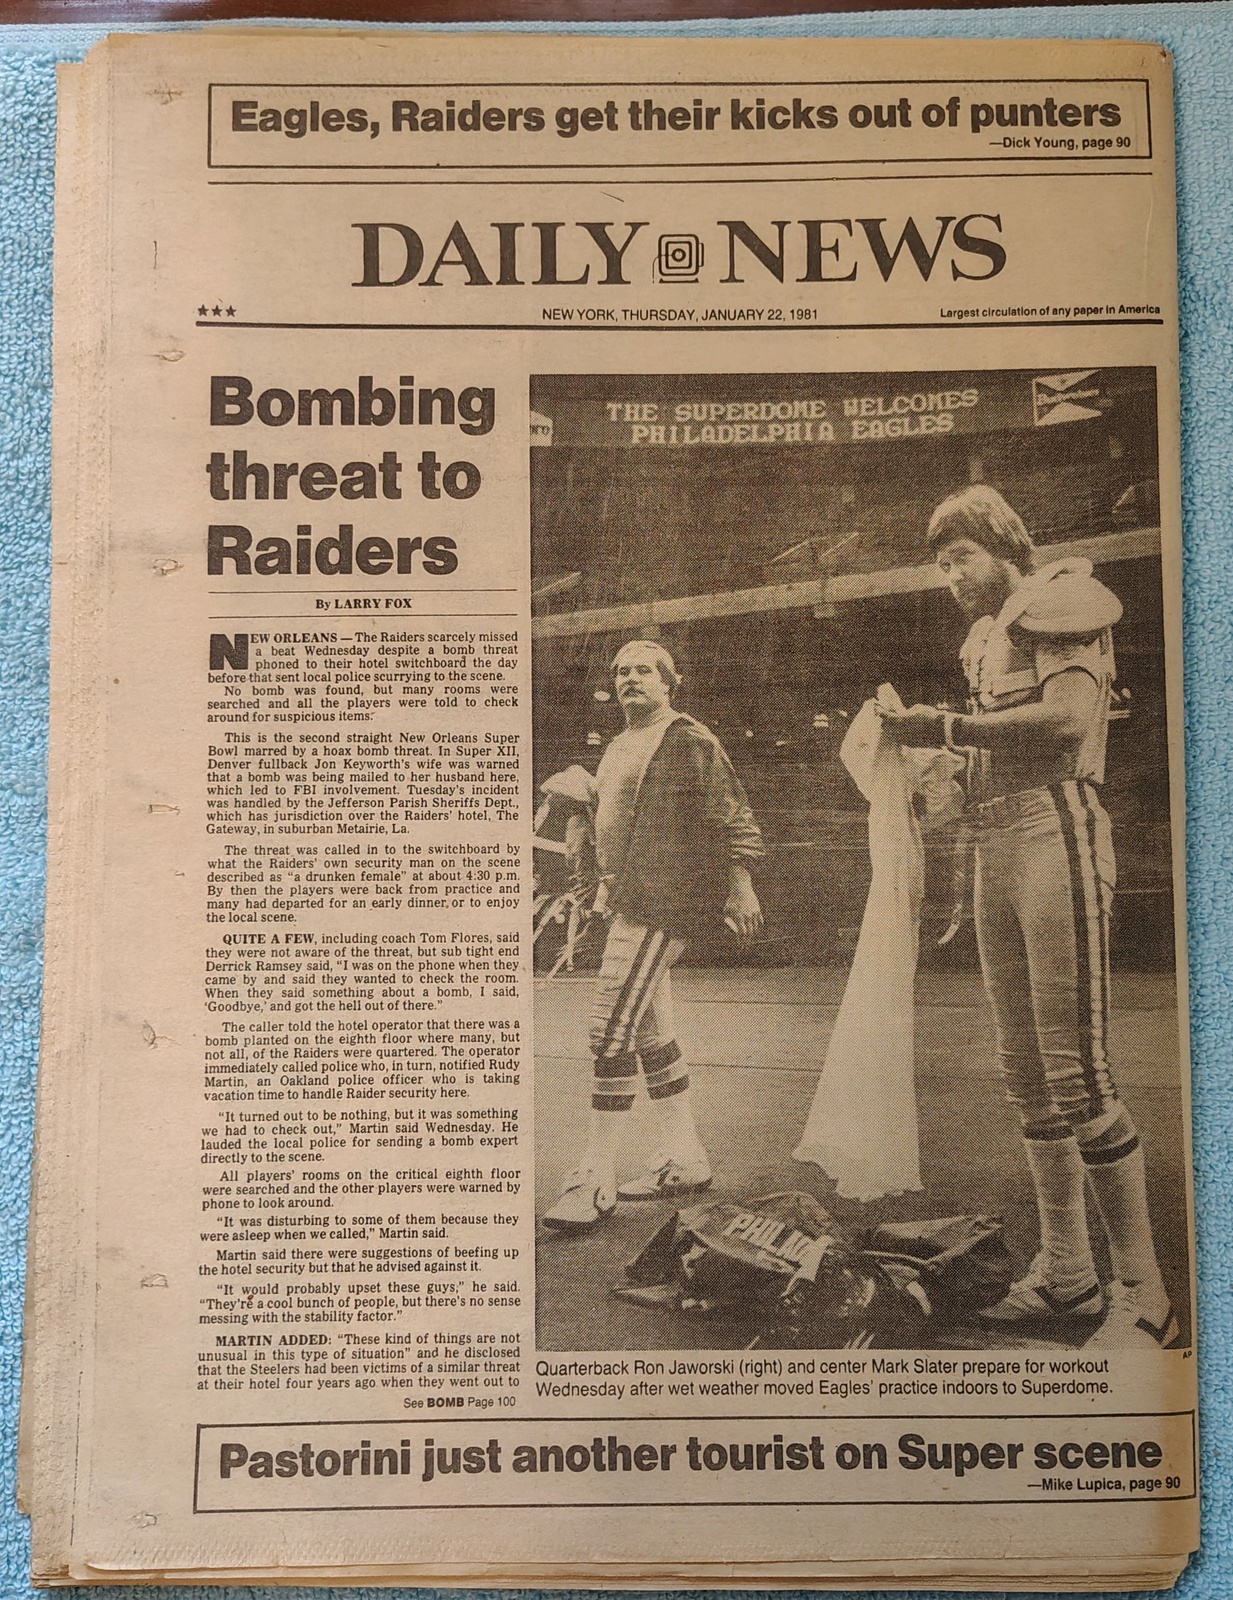 Eagles, Raiders get their kicks out of punters
—Dick Young, page 90
DAILY NEWS
★★★
NEW YORK, THURSDAY, JANUARY 22, 1981
Largest circulation of any paper in America
Bombing
threat to
Raiders
By LARRY FOX
NEW ORLEANS — The Raiders scarcely missed
a beat Wednesday despite a bomb threat
phoned to their hotel switchboard the day
before that sent local police scurrying to the scene.
No bomb was found, but many rooms were
searched and all the players were told to check
around for suspicious items.
This is the second straight New Orleans Super
Bowl marred by a hoax bomb threat. In Super XII,
Denver fullback Jon Keyworth's wife was warned
that a bomb was being mailed to her husband here,
which led to FBI involvement. Tuesday's incident
was handled by the Jefferson Parish Sheriffs Dept.,
which has jurisdiction over the Raiders' hotel, The
Gateway, in suburban Metairie, La.
The threat was called in to the switchboard by
what the Raiders' own security man on the scene
described as "a drunken female" at about 4:30 p.m.
By then the players were back from practice and
many had departed for an early dinner, or to enjoy
the local scene.
QUITE A FEW, including coach Tom Flores, said
they were not aware of the threat, but sub tight end
Derrick Ramsey said, "I was on the phone when they
came by and said they wanted to check the room.
When they said something about a bomb, I said,
'Goodbye,' and got the hell out of there."
The caller told the hotel operator that there was a
bomb planted on the eighth floor where many, but
not all, of the Raiders were quartered. The operator
immediately called police who, in turn, notified Rudy
Martin, an Oakland police officer who is taking
vacation time to handle Raider security here.
"It turned out to be nothing, but it was something
we had to check out," Martin said Wednesday. He
lauded the local police for sending a bomb expert
directly to the scene.
All players' rooms on the critical eighth floor
were searched and the other players were warned by
phone to look around.
"It was disturbing to some of them because they
were asleep when we called," Martin said.
Martin said there were suggestions of beefing up
the hotel security but that he advised against it.
"It would probably upset these guys," he said.
"They're a cool bunch of people, but there's no sense
messing with the stability factor."
MARTIN ADDED: "These kind of things are not
unusual in this type of situation" and he disclosed
that the Steelers had been victims of a similar threat
at their hotel four years ago when they went out to
See BOMB Page 100
THE SUPERDOME WELCOMES
PHILADELPHIA EAGLES
Budweiser
AP
Quarterback Ron Jaworski (right) and center Mark Slater prepare for workout
Wednesday after wet weather moved Eagles' practice indoors to Superdome.
Pastorini just another tourist on Super scene
—Mike Lupica, page 90